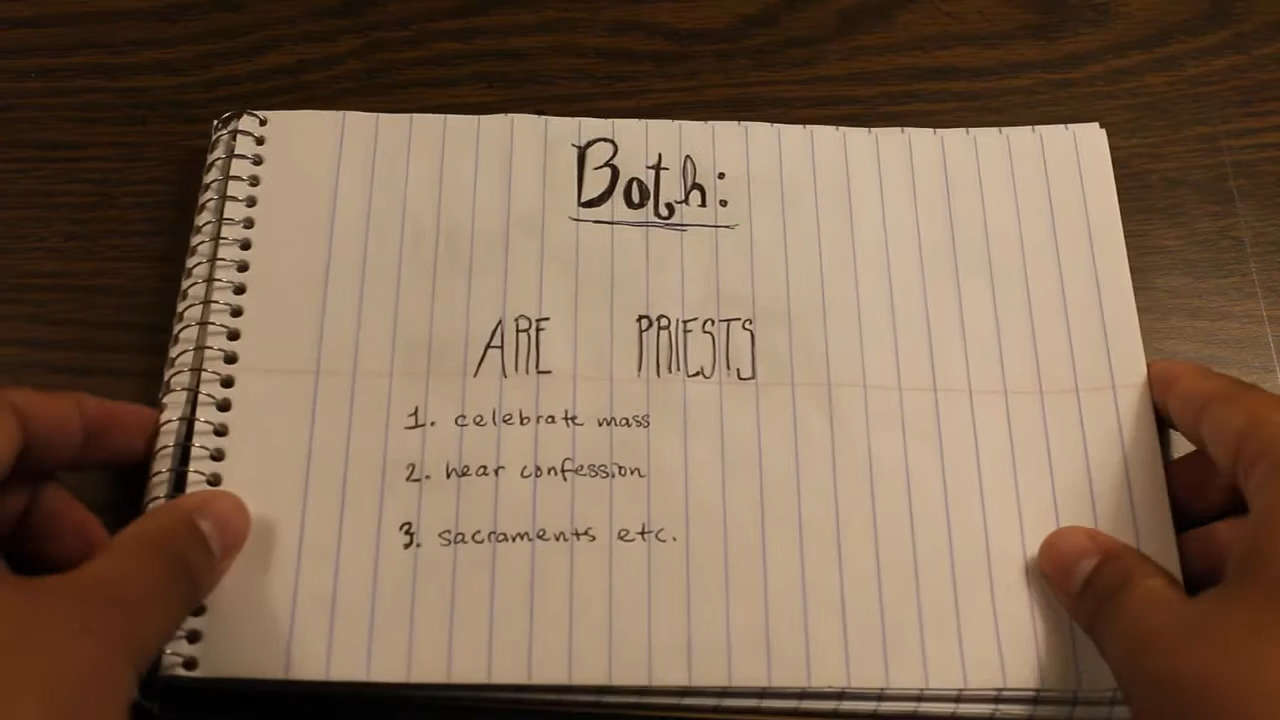 Both:
ARE PRIESTS
1. celebrate mass
2. hear confession
3. sacraments etc.